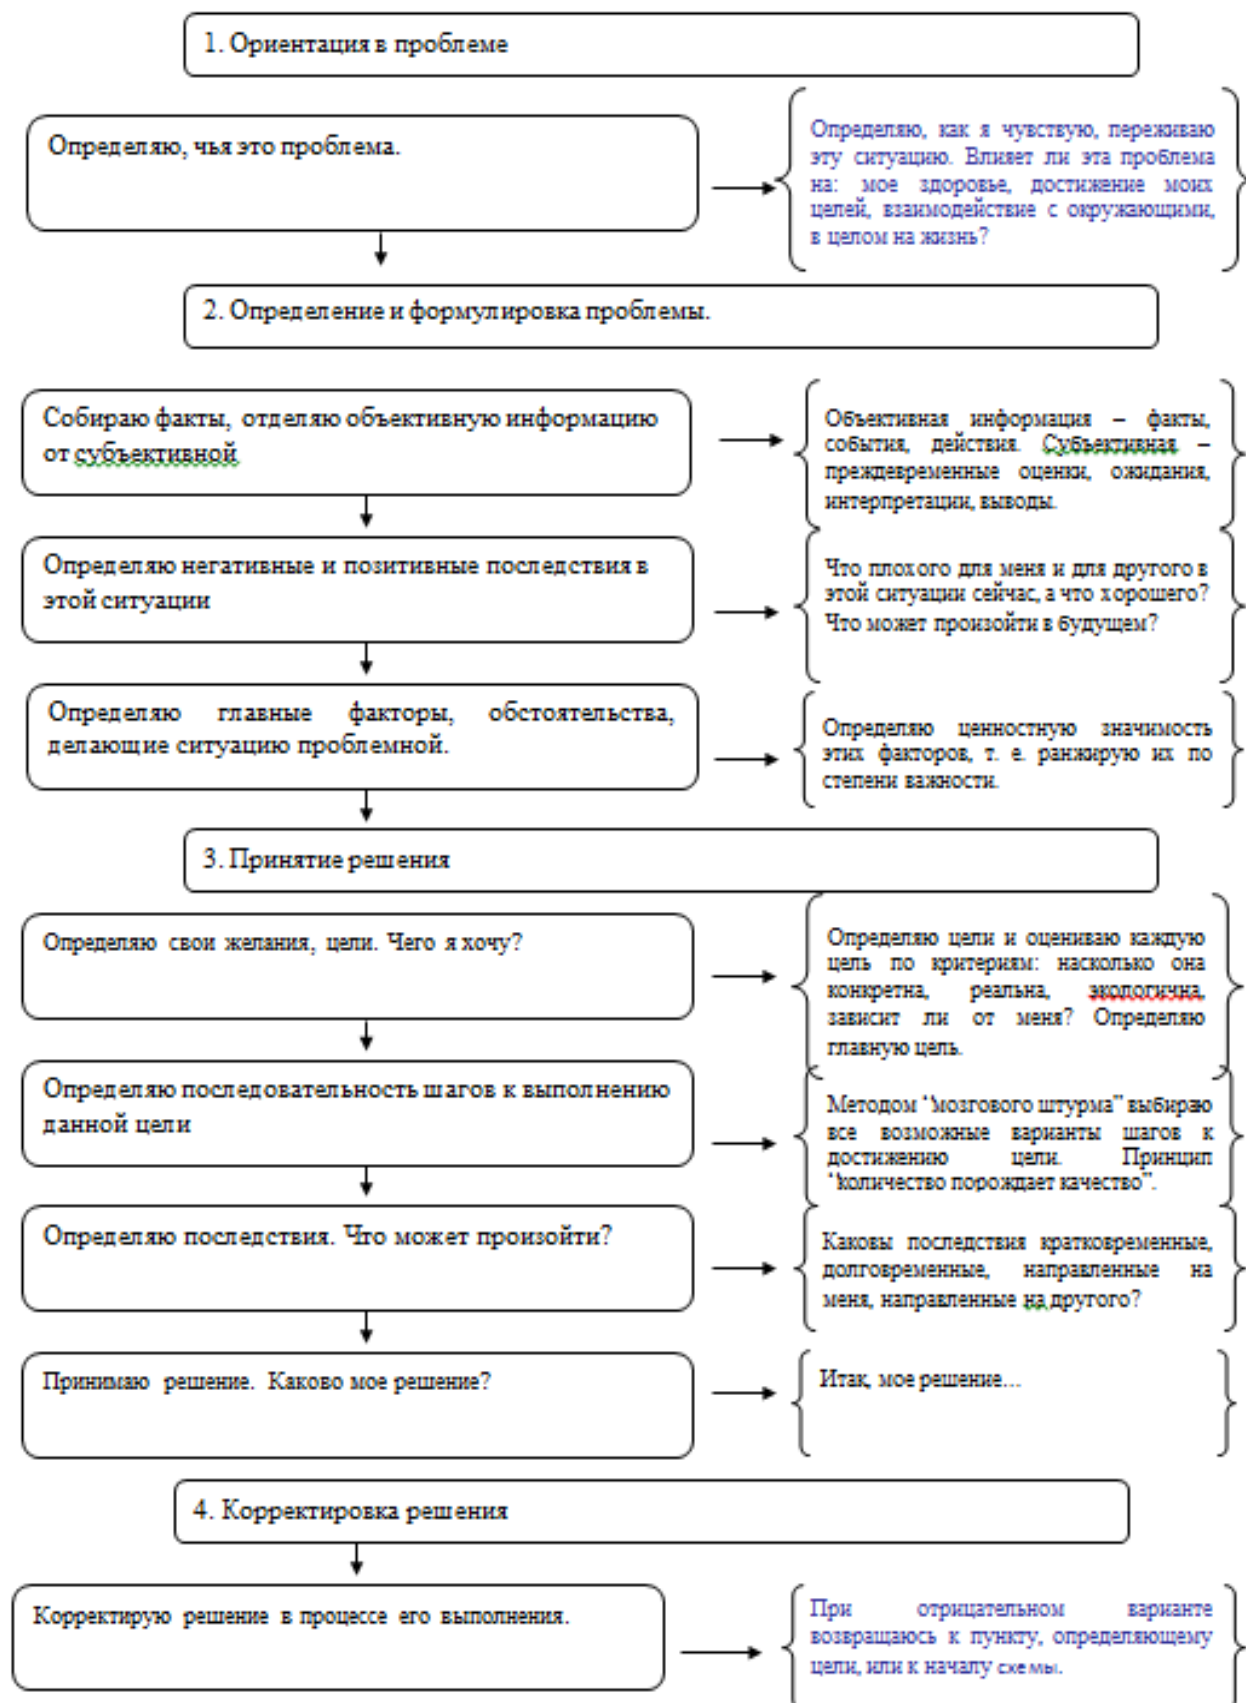 1. Ориентация в проблеме
Определяю, чья это проблема.
Определяю, как я чувствую, переживаю
эту ситуацию. Влияет ли эта проблема
на: мое здоровье, достижение моих
целей, взаимодействие с окружающими,
в целом на жизнь?
2. Определение и формулировка проблемы.
Собираю факты, отделяю объективную информацию
от субъективной
Объективная информация – факты,
события, действия. Субъективная –
преждевременные оценки, ожидания,
интерпретации, выводы.
Определяю негативные и позитивные последствия в
этой ситуации
Что плохого для меня и для другого в
этой ситуации сейчас, а что хорошего?
Что может произойти в будущем?
Определяю главные факторы, обстоятельства,
делающие ситуацию проблемной.
Определяю ценностную значимость
этих факторов, т. е. ранжирую их по
степени важности.
3. Принятие решения
Определяю свои желания, цели. Чего я хочу?
Определяю цели и оцениваю каждую
цель по критериям: насколько она
конкретна, реальна, экологична,
зависит ли от меня? Определяю
главную цель.
Определяю последовательность шагов к выполнению
данной цели
Методом “мозгового штурма” выбираю
все возможные варианты шагов к
достижению цели. Принцип
“количество порождает качество”.
Определяю последствия. Что может произойти?
Каковы последствия кратковременные,
долговременные, направленные на
меня, направленные на другого?
Принимаю решение. Каково мое решение?
Итак, мое решение…
4. Корректировка решения
Корректирую решение в процессе его выполнения.
При отрицательном варианте
возвращаюсь к пункту, определяющему
цели, или к началу схемы.